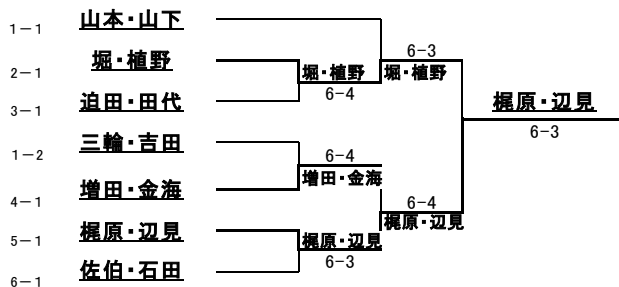 1－1 山本・山下
2－1 堀・植野
3－1 迫田・田代
1－2 三輪・吉田
4－1 増田・金海
5－1 梶原・辺見
6－1 佐伯・石田
堀・植野
6-4
6-4
増田・金海
梶原・辺見
6-3
6-3
堀・植野
6-4
梶原・辺見
梶原・辺見
6-3